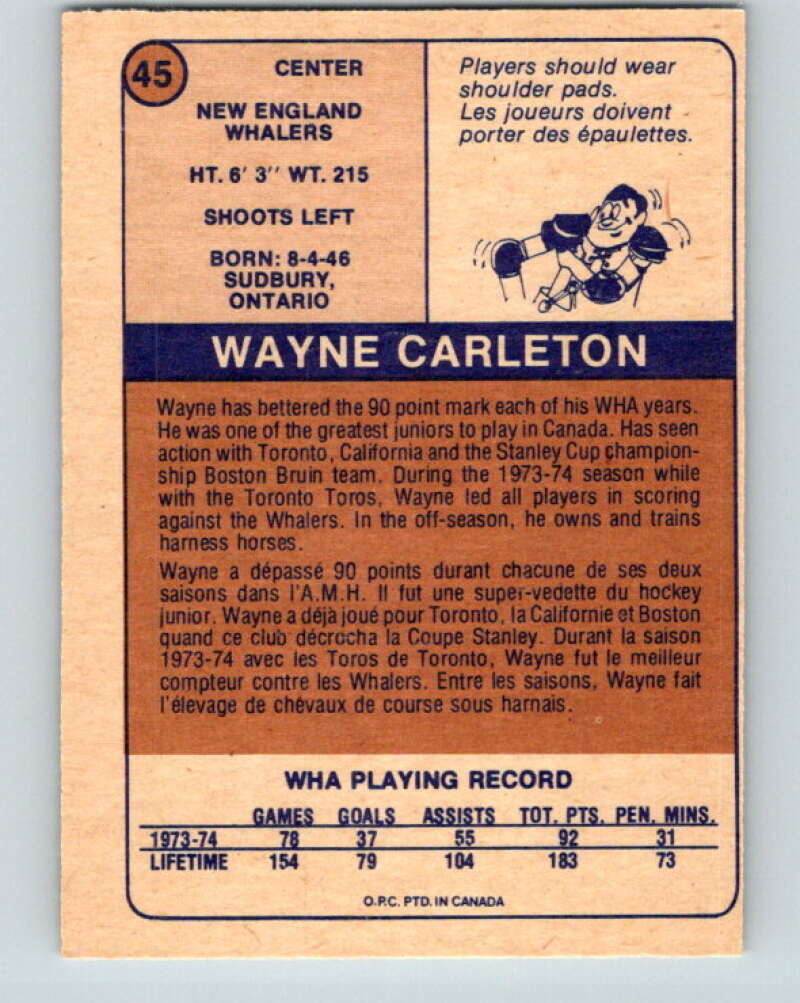 45
CENTER
NEW ENGLAND
WHALERS
HT. 6' 3'' WT. 215
SHOOTS LEFT
BORN: 8-4-46
SUDBURY,
ONTARIO
Players should wear
shoulder pads.
Les joueurs doivent
porter des épaulettes.
WAYNE CARLETON
Wayne has bettered the 90 point mark each of his WHA years.
He was one of the greatest juniors to play in Canada. Has seen
action with Toronto, California and the Stanley Cup champion-
ship Boston Bruin team. During the 1973-74 season while
with the Toronto Toros, Wayne led all players in scoring
against the Whalers. In the off-season, he owns and trains
harness horses.
Wayne a dépassé 90 points durant chacune de ses deux
saisons dans l'A.M.H. Il fut une super-vedette du hockey
junior. Wayne a déjà joué pour Toronto, la Californie et Boston
quand ce club décrocha la Coupe Stanley. Durant la saison
1973-74 avec les Toros de Toronto, Wayne fut le meilleur
compteur contre les Whalers. Entre les saisons, Wayne fait
l'élevage de chévaux de course sous harnais.
WHA PLAYING RECORD
GAMES GOALS ASSISTS TOT. PTS. PEN. MINS.
1973-74 78 37 55 92 31
LIFETIME 154 79 104 183 73
O.P.C. PTD. IN CANADA